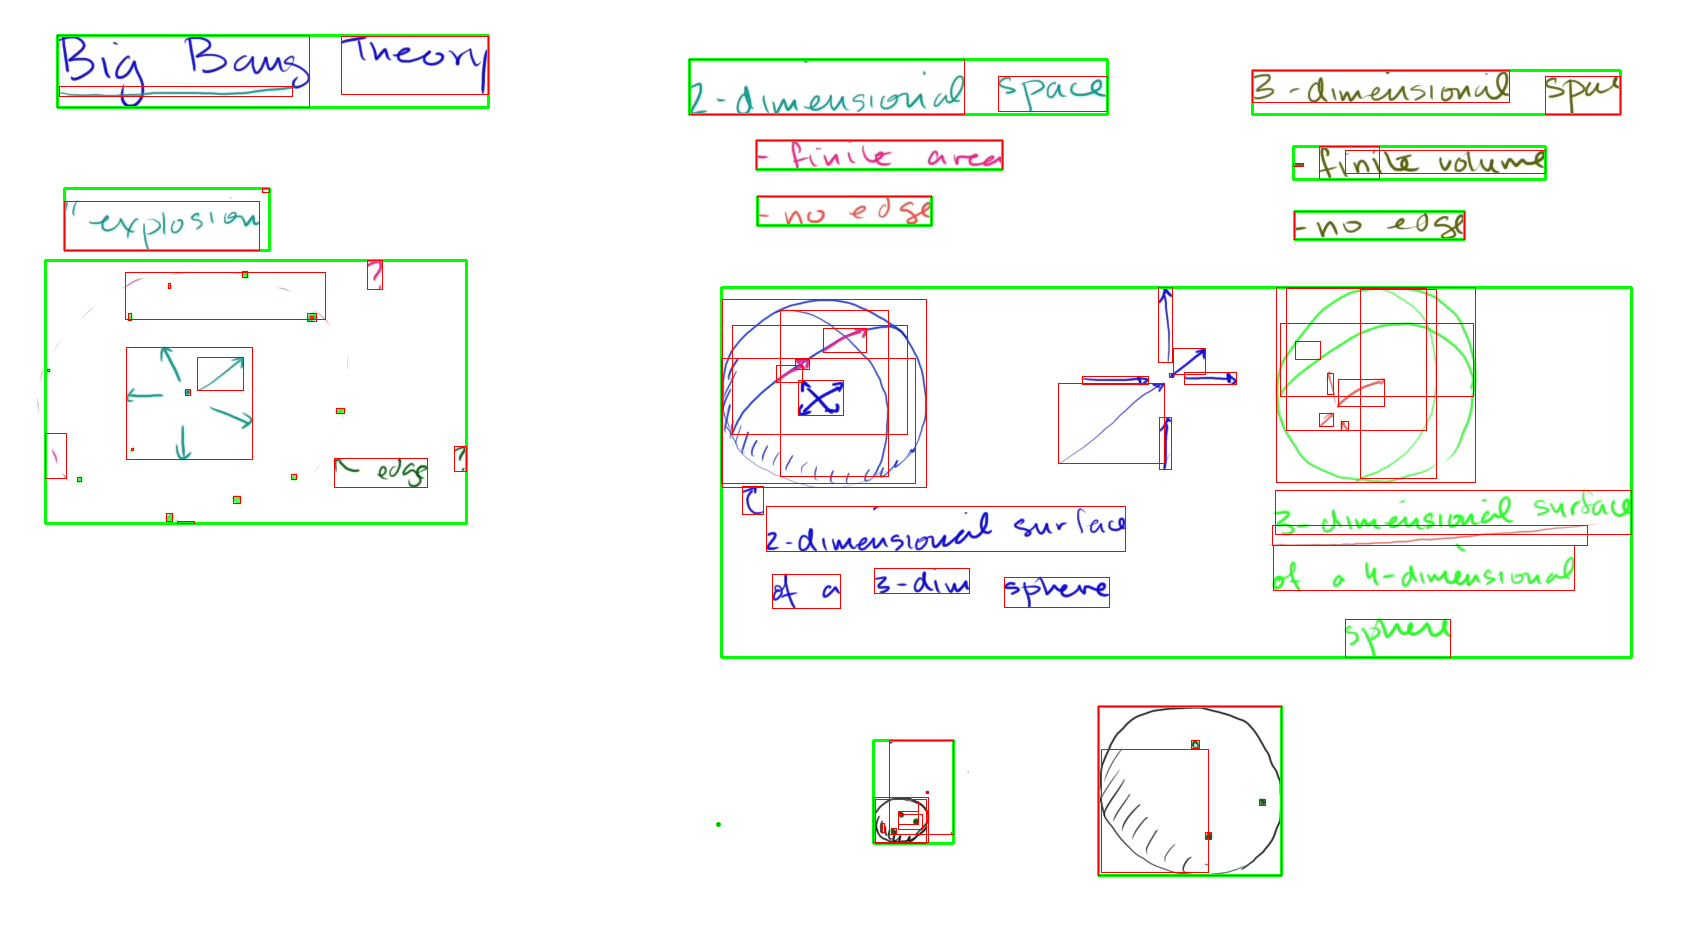 Big Bang Theory
"explosion
?
?
edge
2-dimensional space
- finite area
- no edge
3-dimensional spac
- finite volume
- no edge
2-dimensional surface
of a 3-dim sphere
3-dimensional surface
of a 4-dimensional
sphere